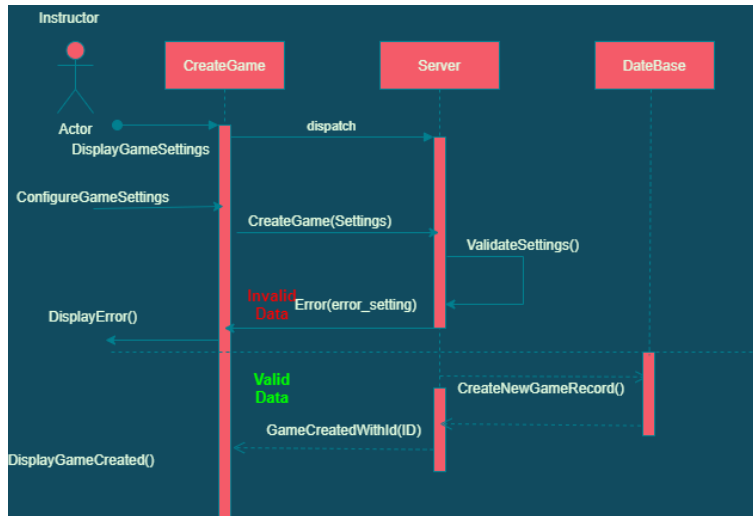 Instructor
CreateGame
Server
DateBase
Actor
dispatch
DisplayGameSettings
ConfigureGameSettings
CreateGame(Settings)
ValidateSettings()
Invalid
Data
Error(error_setting)
DisplayError()
Valid
Data
CreateNewGameRecord()
GameCreatedWithId(ID)
DisplayGameCreated()